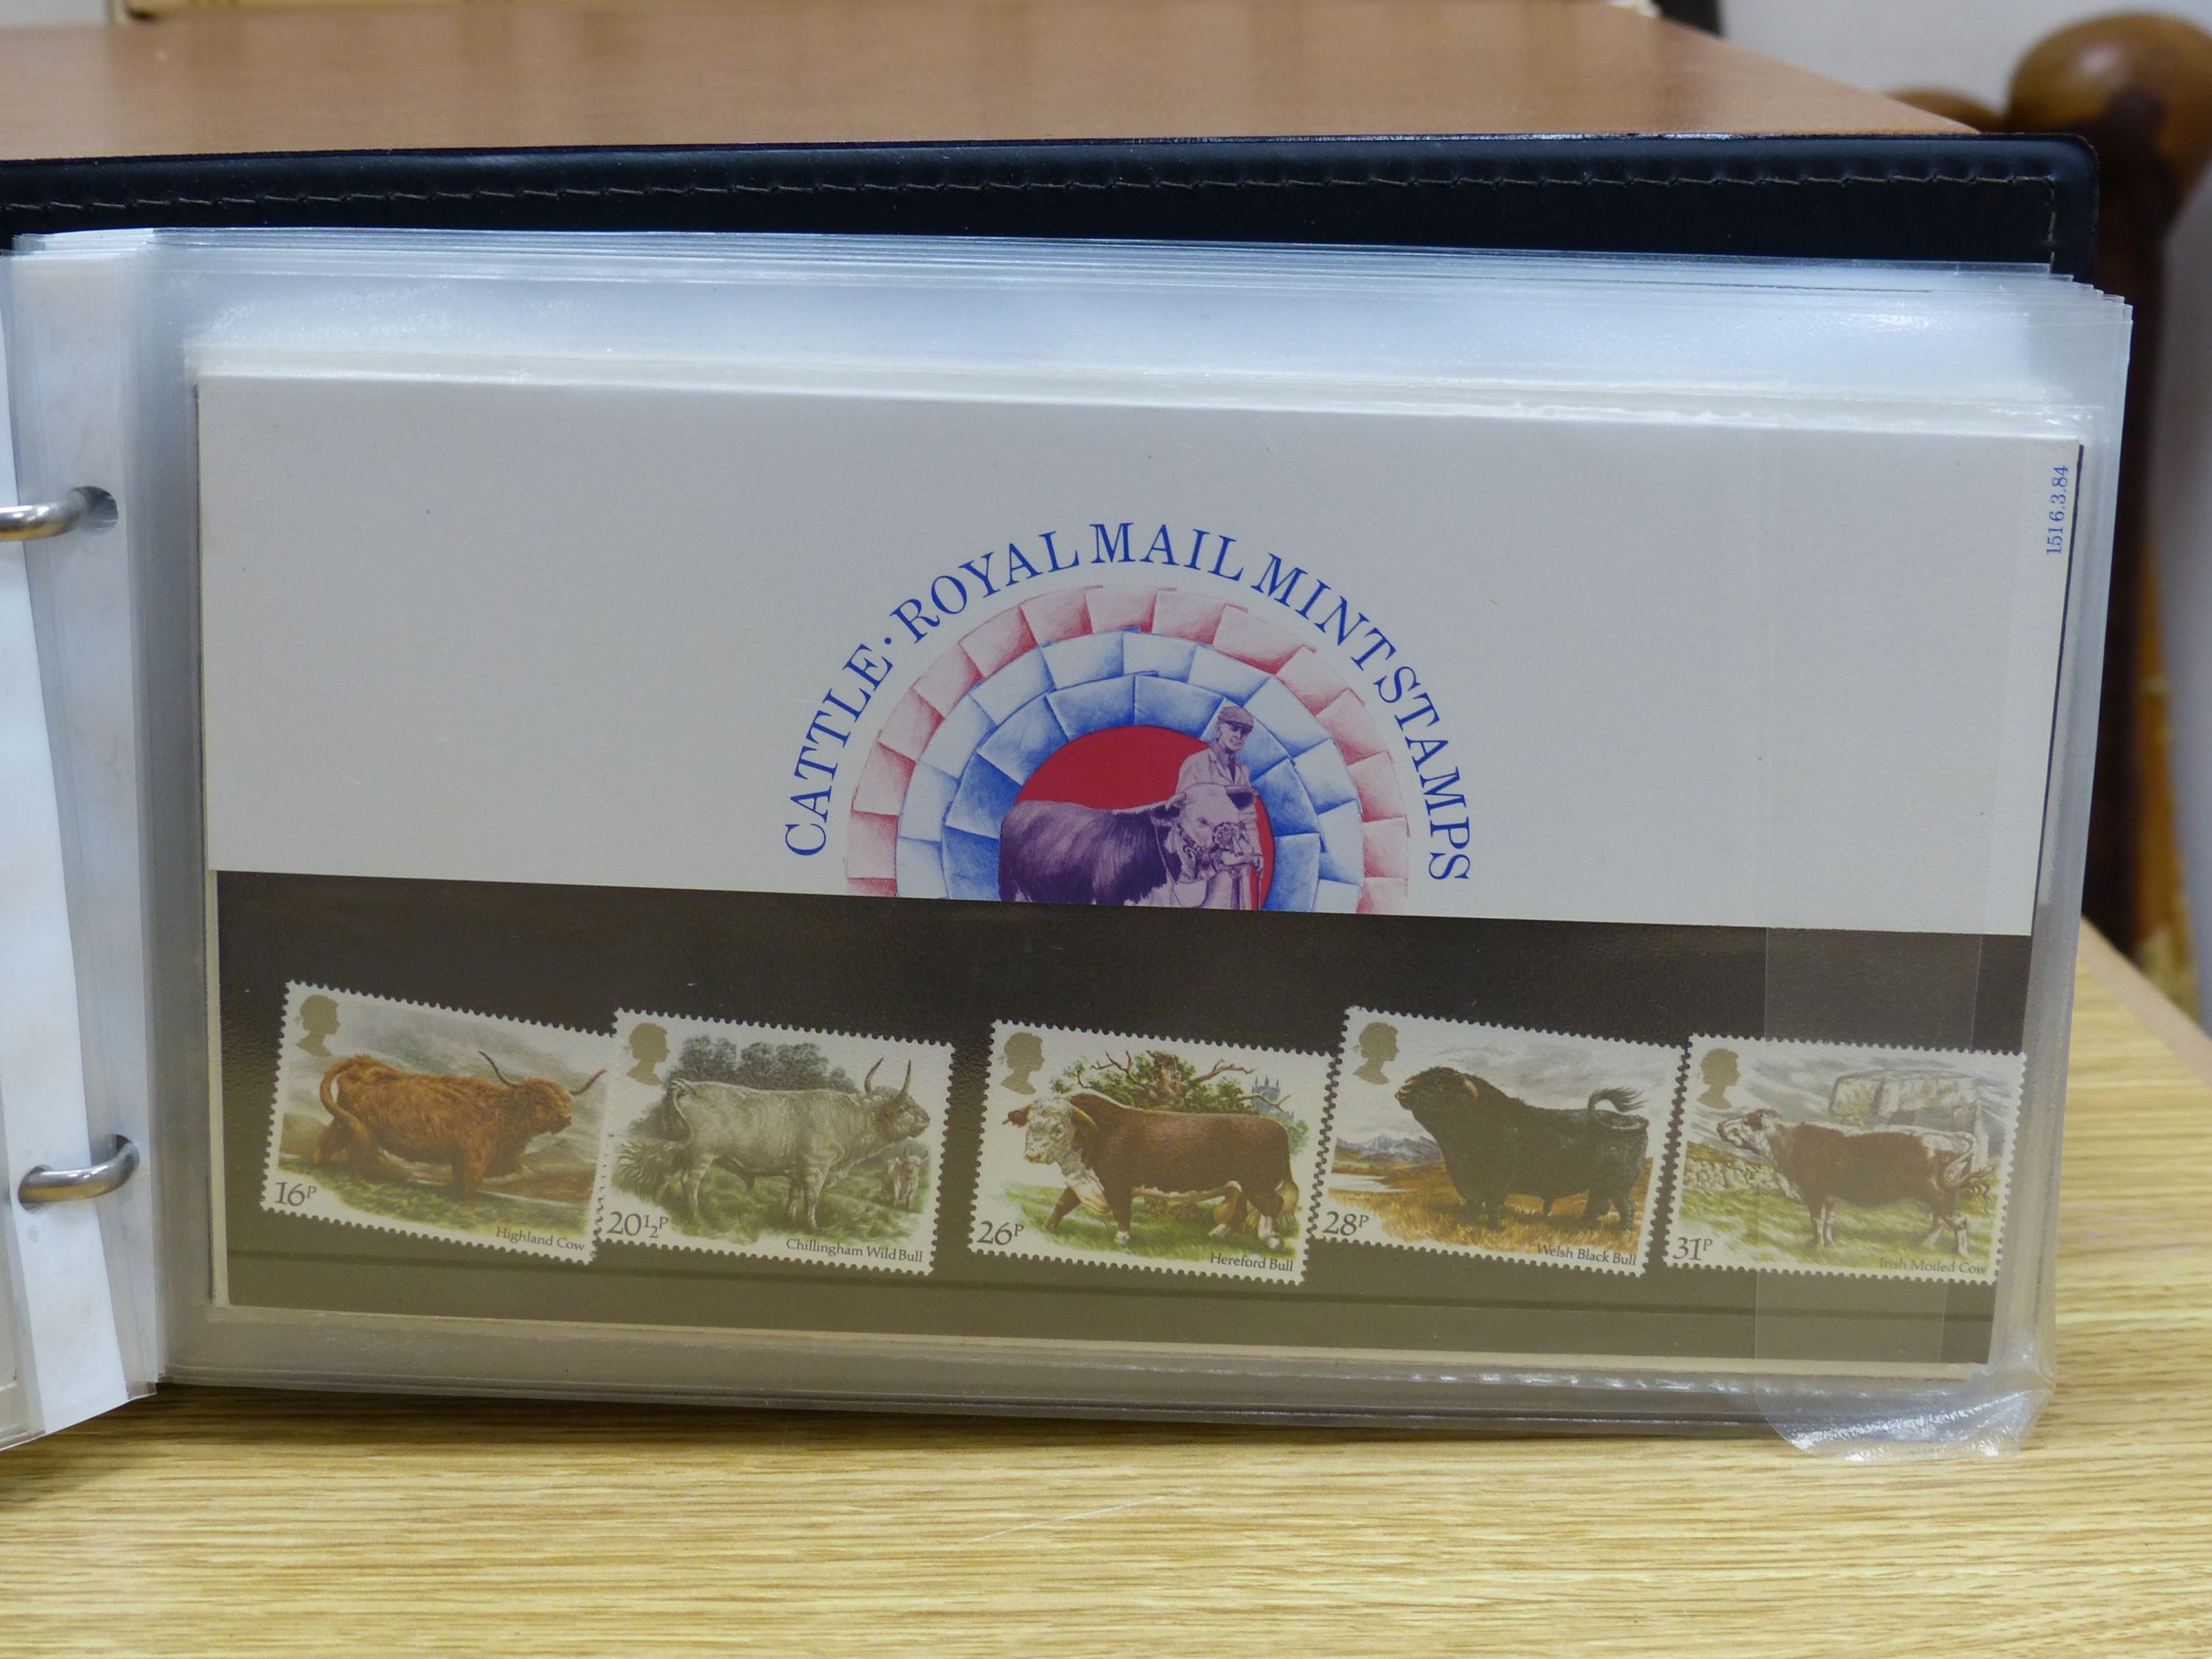 1516.3.84
CATTLE · ROYAL MAIL MINT STAMPS
16P
Highland Cow
20½P
Chillingham Wild Bull
26P
Hereford Bull
28P
Welsh Black Bull
31P
Irish Moiled Cow